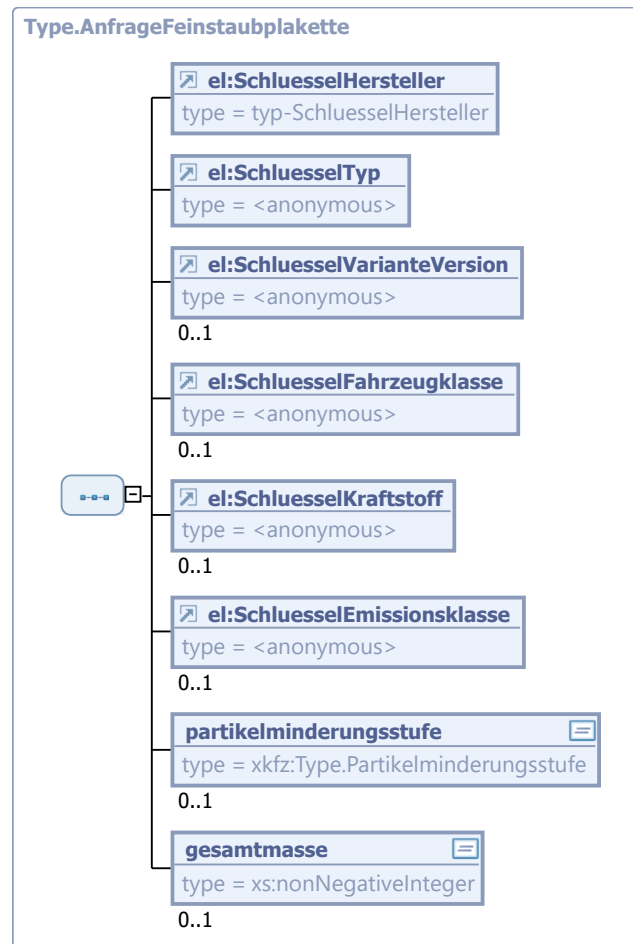 Type.AnfrageFeinstaubplakette
el:SchluesselHersteller
type = typ-SchluesselHersteller
el:SchluesselTyp
type = <anonymous>
el:SchluesselVarianteVersion
type = <anonymous>
0..1
el:SchluesselFahrzeugklasse
type = <anonymous>
0..1
el:SchluesselKraftstoff
type = <anonymous>
0..1
el:SchluesselEmissionsklasse
type = <anonymous>
0..1
partikelminderungsstufe
type = xkfz:Type.Partikelminderungsstufe
0..1
gesamtmasse
type = xs:nonNegativeInteger
0..1